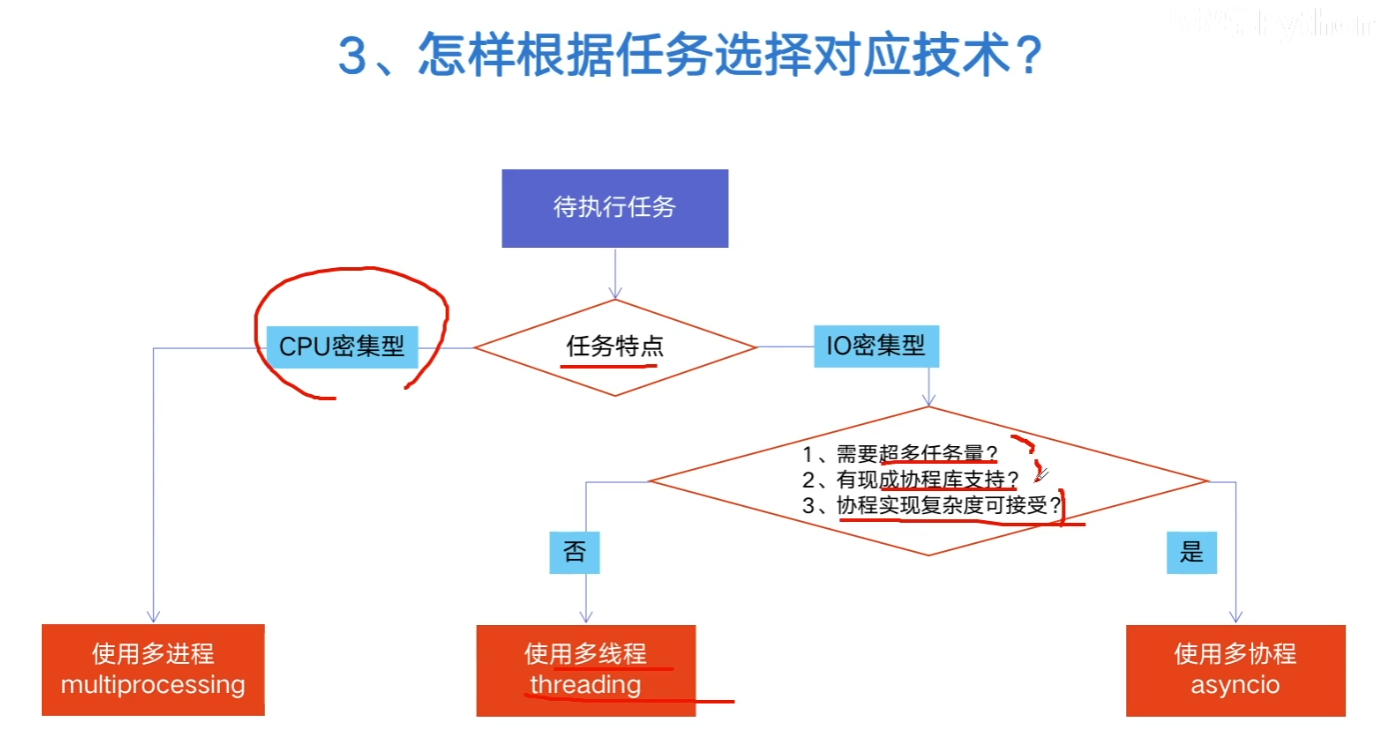 3、怎样根据任务选择对应技术？
待执行任务
CPU密集型
任务特点
IO密集型
1、需要超多任务量？
2、有现成协程库支持？
3、协程实现复杂度可接受？
否
是
使用多进程
multiprocessing
使用多线程
threading
使用多协程
asyncio